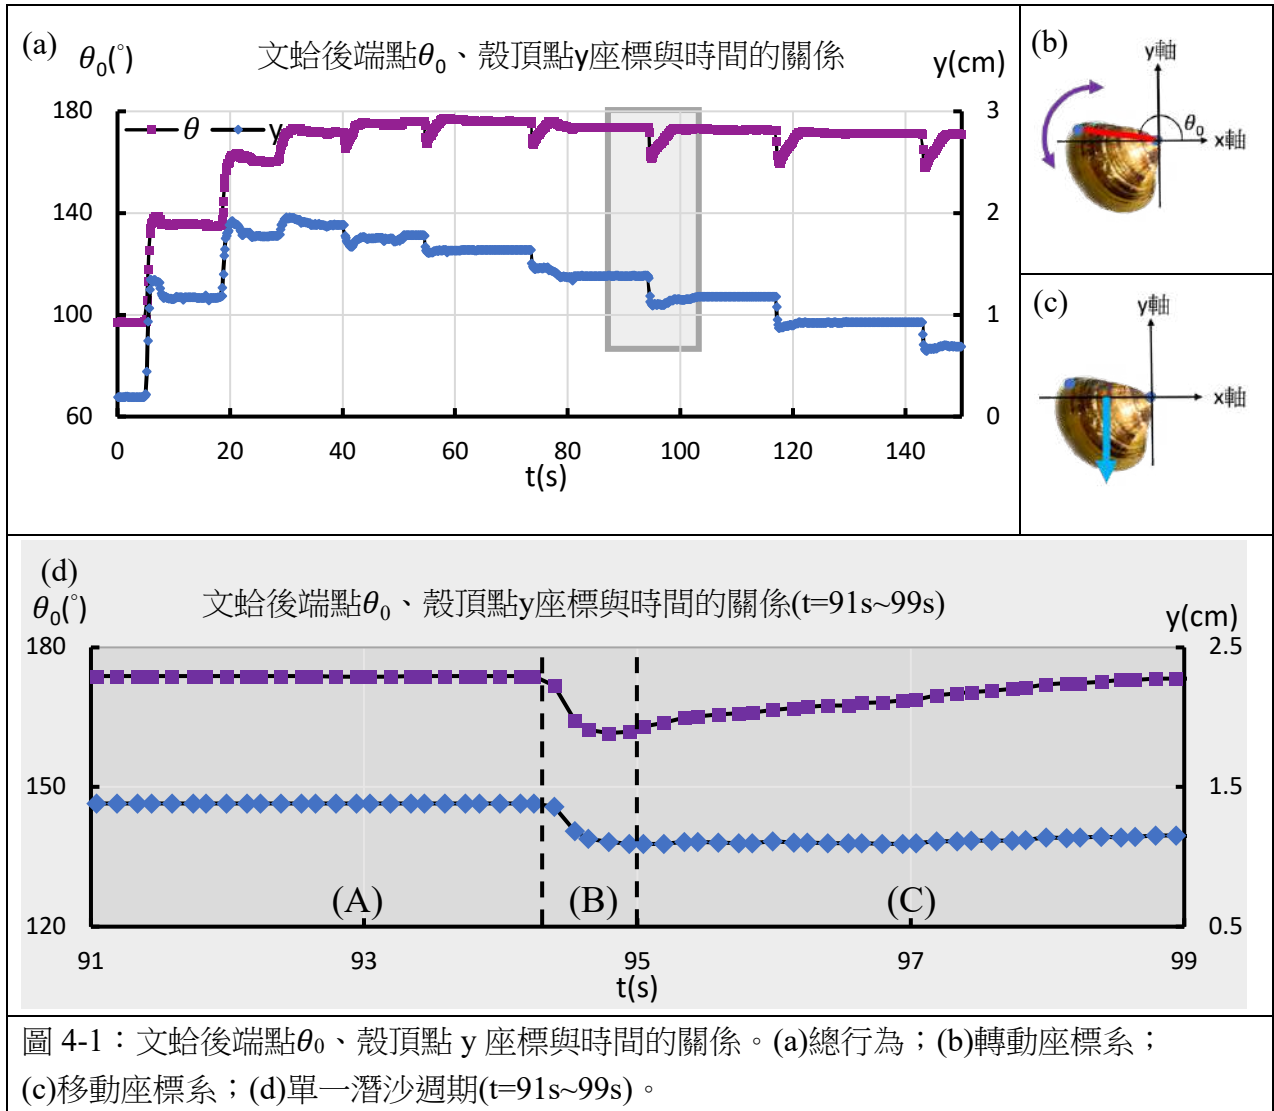 (a)
θ₀(°)
文蛤後端點θ₀、殼頂點y座標與時間的關係
y(cm)
θ
y
180
140
100
60
3
2
1
0
0 20 40 60 80 100 120 140
t(s)
(b)
y軸
θ₀
x軸
(c)
y軸
x軸
(d)
θ₀(°)
文蛤後端點θ₀、殼頂點y座標與時間的關係(t=91s~99s)
y(cm)
180
150
120
2.5
1.5
0.5
(A) (B) (C)
91 93 95 97 99
t(s)
圖 4-1：文蛤後端點θ₀、殼頂點 y 座標與時間的關係。(a)總行為；(b)轉動座標系；
(c)移動座標系；(d)單一潛沙週期(t=91s~99s)。